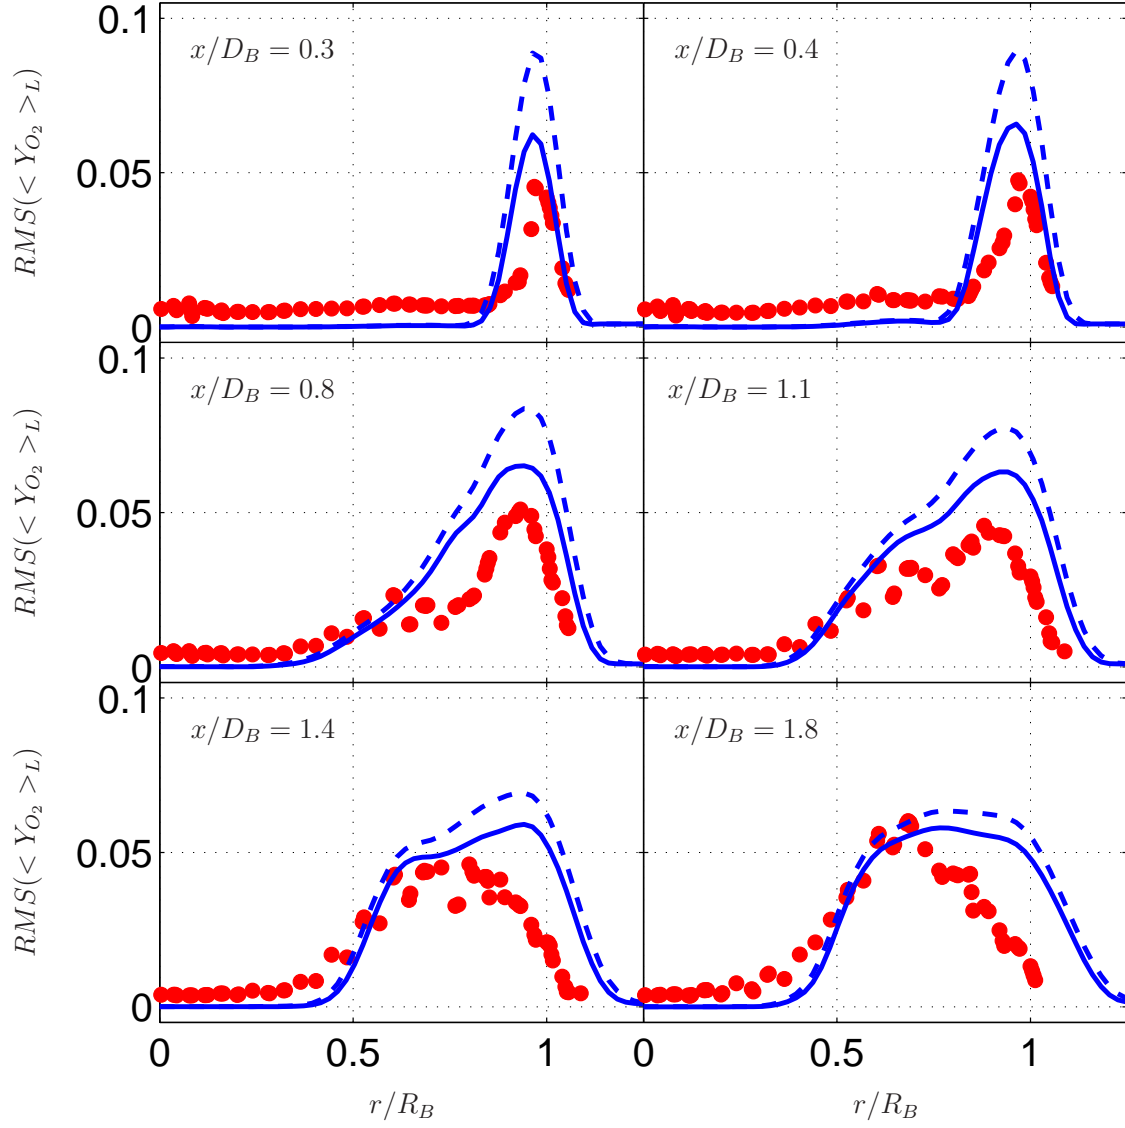 0.1
x/D_B = 0.3
x/D_B = 0.4
RMS(< Y_{O_2} >_L)
0.05
0
0.1
x/D_B = 0.8
x/D_B = 1.1
RMS(< Y_{O_2} >_L)
0.05
0
0.1
x/D_B = 1.4
x/D_B = 1.8
RMS(< Y_{O_2} >_L)
0.05
0
0 0.5 1 0 0.5 1
r/R_B r/R_B